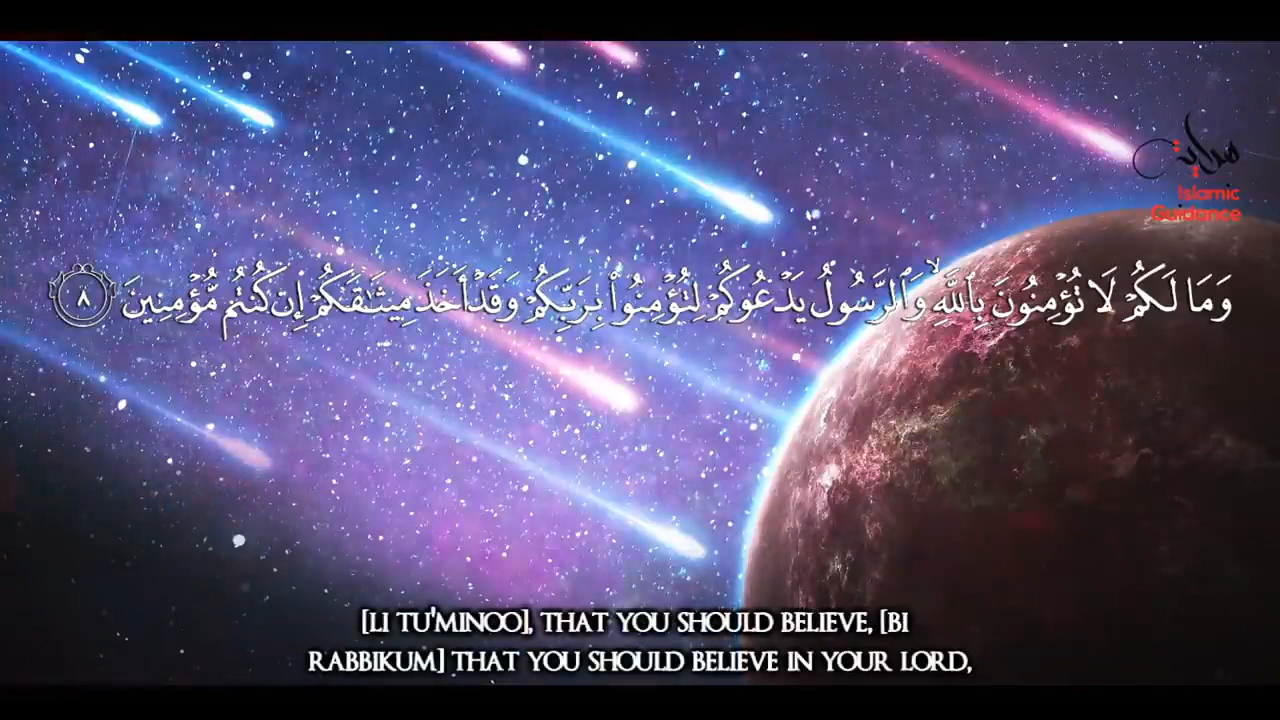 هداية
Islamic
Guidance
وَمَا لَكُمْ لَا تُؤْمِنُونَ بِٱللَّهِ ۙ وَٱلرَّسُولُ يَدْعُوكُمْ لِتُؤْمِنُوا۟ بِرَبِّكُمْ وَقَدْ أَخَذَ مِيثَٰقَكُمْ إِن كُنتُم مُّؤْمِنِينَ ٨
[LI TU'MINOO], THAT YOU SHOULD BELIEVE, [BI
RABBIKUM] THAT YOU SHOULD BELIEVE IN YOUR LORD,